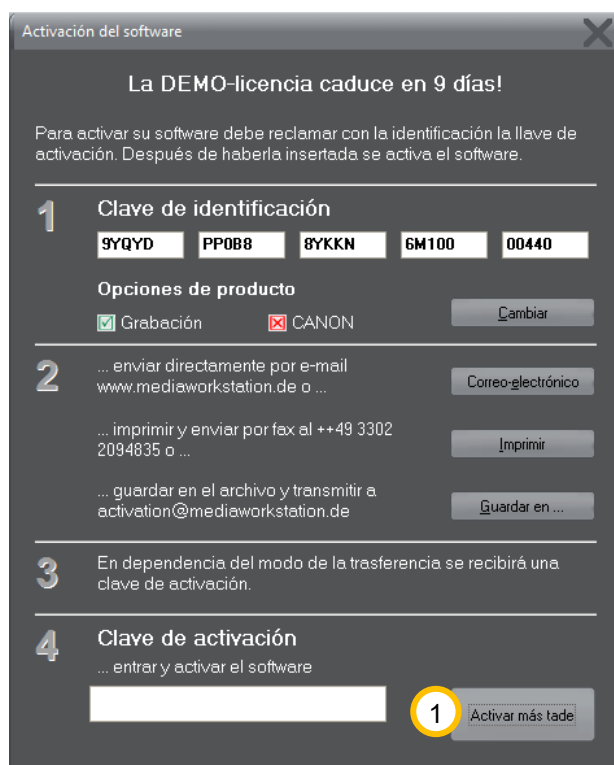 Activación del software
La DEMO-licencia caduce en 9 días!
Para activar su software debe reclamar con la identificación la llave de
activación. Después de haberla insertada se activa el software.
1 Clave de identificación
9YQYD PP0B8 8YKKN 6M100 00440
Opciones de producto
Grabación CANON Cambiar
2 ... enviar directamente por e-mail
www.mediaworkstation.de o ... Correo-electrónico
... imprimir y enviar por fax al ++49 3302
2094835 o ... Imprimir
... guardar en el archivo y transmitir a
activation@mediaworkstation.de Guardar en ...
3 En dependencia del modo de la trasferencia se recibirá una
clave de activación.
4 Clave de activación
... entrar y activar el software
1 Activar más tade